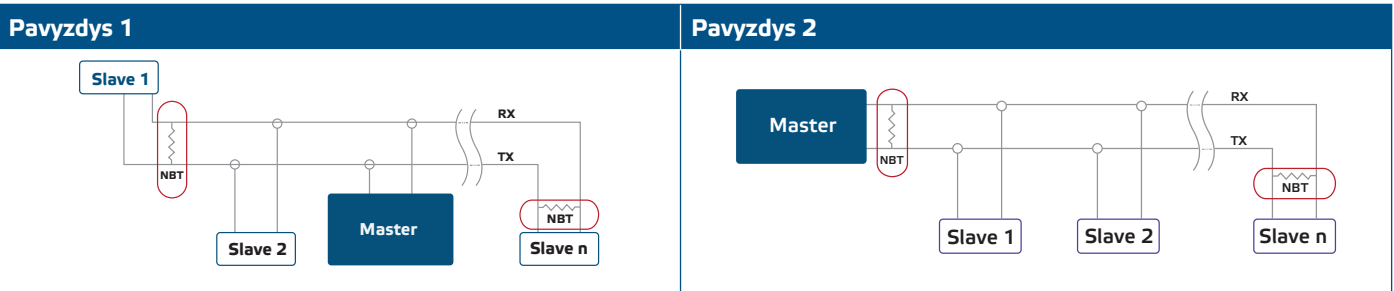 Pavyzdys 1
Slave 1
RX
TX
NBT
Slave 2
Master
NBT
Slave n
Pavyzdys 2
Master
RX
TX
NBT
NBT
Slave 1
Slave 2
Slave n